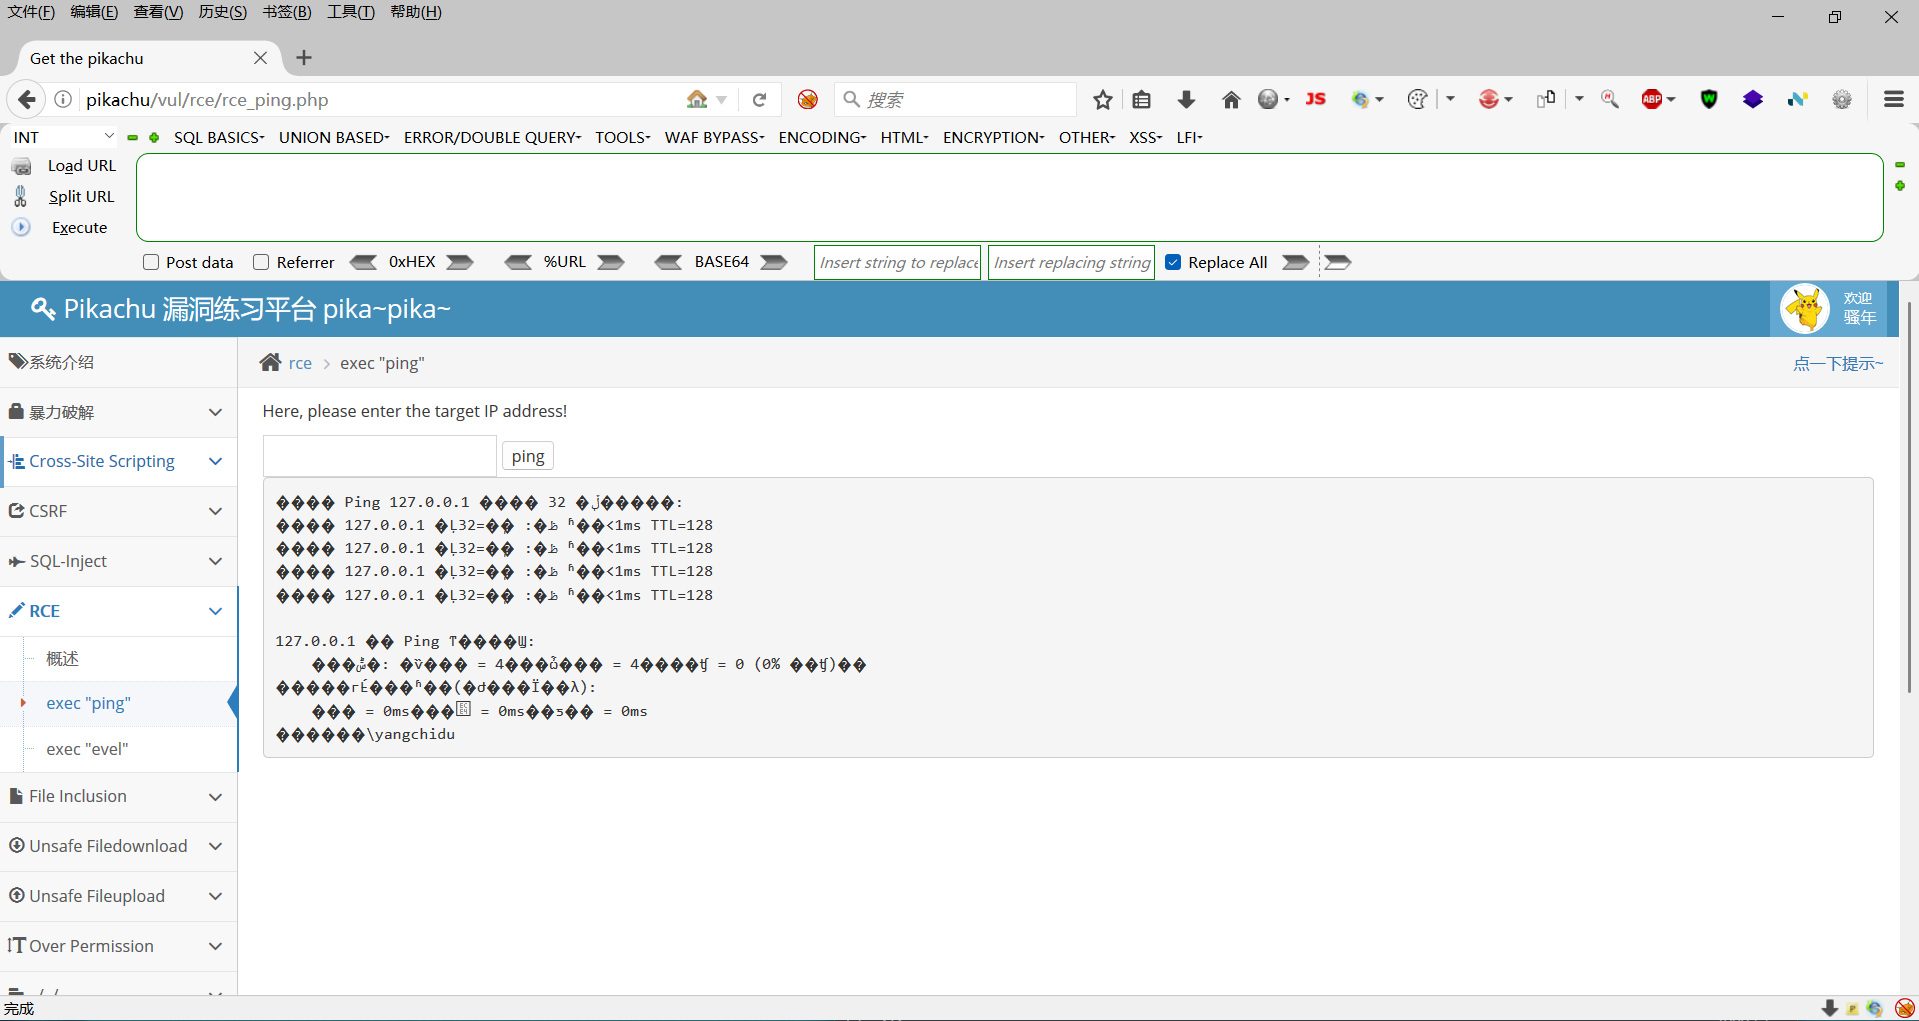 文件(F) 编辑(E) 查看(V) 历史(S) 书签(B) 工具(T) 帮助(H)
Get the pikachu
pikachu/vul/rce/rce_ping.php
搜索
JS
ABP
INT
SQL BASICS
UNION BASED
ERROR/DOUBLE QUERY
TOOLS
WAF BYPASS
ENCODING
HTML
ENCRYPTION
OTHER
XSS
LFI
Load URL
Split URL
Execute
Post data
Referrer
0xHEX
%URL
BASE64
Insert string to replace
Insert replacing string
Replace All
Pikachu 漏洞练习平台 pika~pika~
欢迎
骚年
系统介绍
暴力破解
Cross-Site Scripting
CSRF
SQL-Inject
RCE
概述
exec "ping"
exec "evel"
File Inclusion
Unsafe Filedownload
Unsafe Fileupload
Over Permission
rce > exec "ping"
点一下提示~
Here, please enter the target IP address!
ping
���� Ping 127.0.0.1 ���� 32 �ֽ�����:
���� 127.0.0.1 �Ļظ�: �ֽ�=32 ʱ��<1ms TTL=128
���� 127.0.0.1 �Ļظ�: �ֽ�=32 ʱ��<1ms TTL=128
���� 127.0.0.1 �Ļظ�: �ֽ�=32 ʱ��<1ms TTL=128
���� 127.0.0.1 �Ļظ�: �ֽ�=32 ʱ��<1ms TTL=128
127.0.0.1 �� Ping ͳ����Ϣ:
���ݰ�: �ѷ��� = 4���ѽ��� = 4����ʧ = 0 (0% ��ʧ)��
�����г̵Ĺ���ʱ��(�Ժ���Ϊ��λ):
��� = 0ms��� = 0ms��ƽ�� = 0ms
������\yangchidu
完成